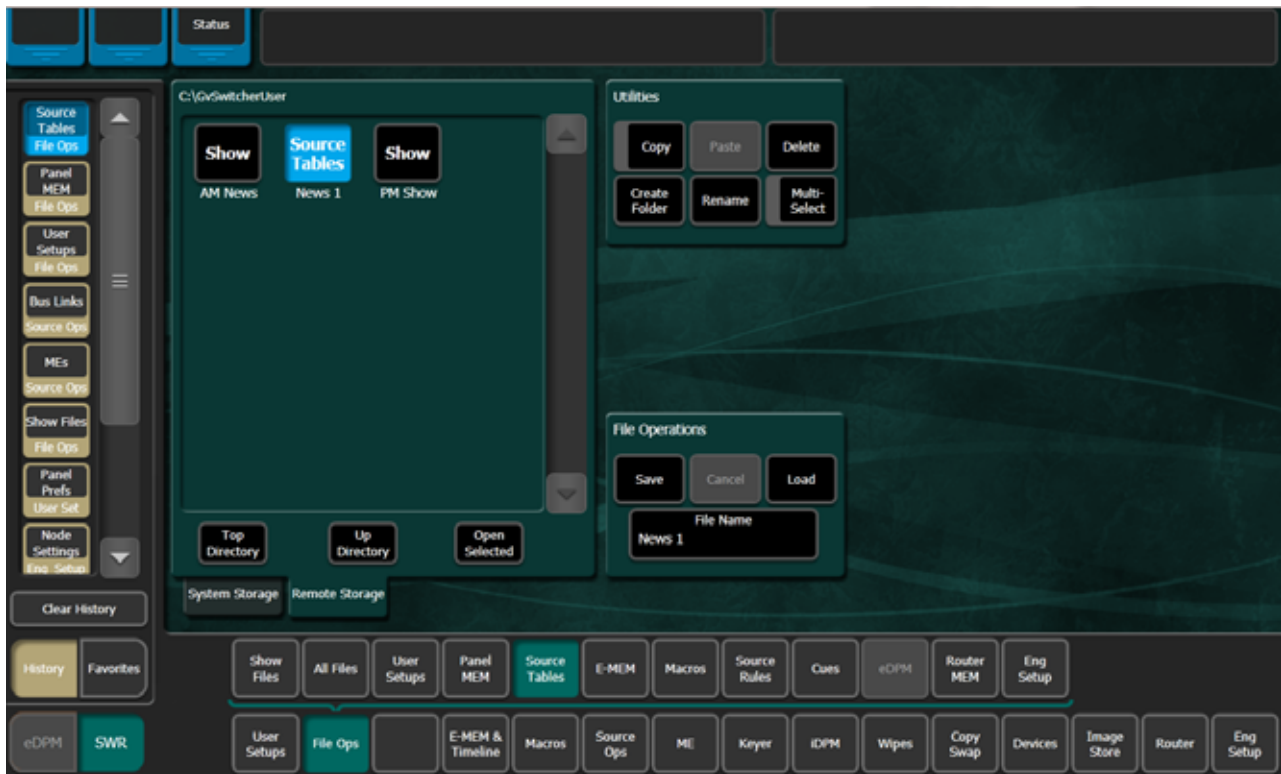 Status
Source
Tables
File Ops
Panel
MEM
File Ops
User
Setups
File Ops
Bus Links
Source Ops
MEs
Source Ops
Show Files
File Ops
Panel
Prefs
User Set
Node
Settings
Eng Setup
Clear History
History Favorites
eDPM SWR
C:\GvSwitcherUser
Show Source Show
Tables
AM News News 1 PM Show
Top Up Open
Directory Directory Selected
System Storage Remote Storage
Utilities
Copy Paste Delete
Create Rename Multi-
Folder Select
File Operations
Save Cancel Load
File Name
News 1
Show All Files User Panel Source E-MEM Macros Source Cues eDPM Router Eng
Files Setups MEM Tables Rules MEM Setup
User File Ops E-MEM & Macros Source ME Keyer iDPM Wipes Copy Devices Image Router Eng
Setups Timeline Ops Swap Store Setup